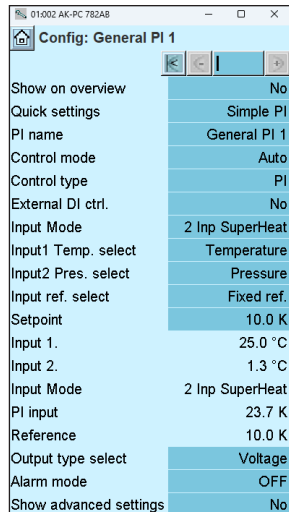 01:002 AK-PC 782AB
Config: General PI 1
Show on overview No
Quick settings Simple PI
PI name General PI 1
Control mode Auto
Control type PI
External DI ctrl. No
Input Mode 2 Inp SuperHeat
Input1 Temp. select Temperature
Input2 Pres. select Pressure
Input ref. select Fixed ref.
Setpoint 10.0 K
Input 1. 25.0 °C
Input 2. 1.3 °C
Input Mode 2 Inp SuperHeat
PI input 23.7 K
Reference 10.0 K
Output type select Voltage
Alarm mode OFF
Show advanced settings No